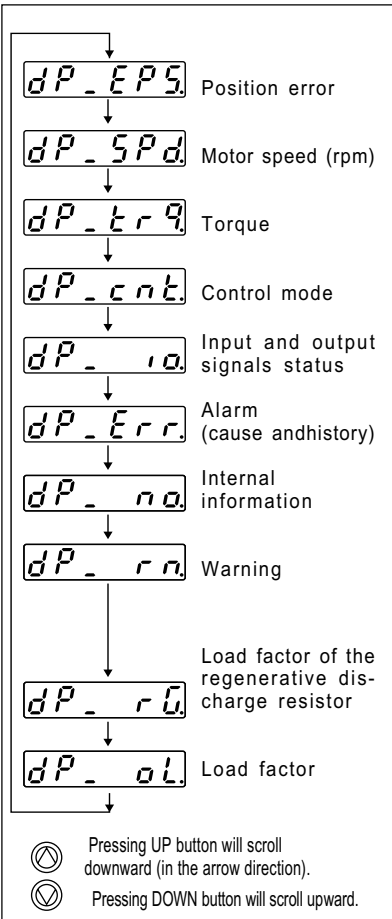 dP_EPS.
Position error
dP_SPd.
Motor speed (rpm)
dP_trq.
Torque
dP_cnt.
Control mode
dP_ io.
Input and output
signals status
dP_Err.
Alarm
(cause andhistory)
dP_ no.
Internal
information
dP_ rn.
Warning
dP_ rG.
Load factor of the
regenerative dis-
charge resistor
dP_ oL.
Load factor
Pressing UP button will scroll
downward (in the arrow direction).
Pressing DOWN button will scroll upward.